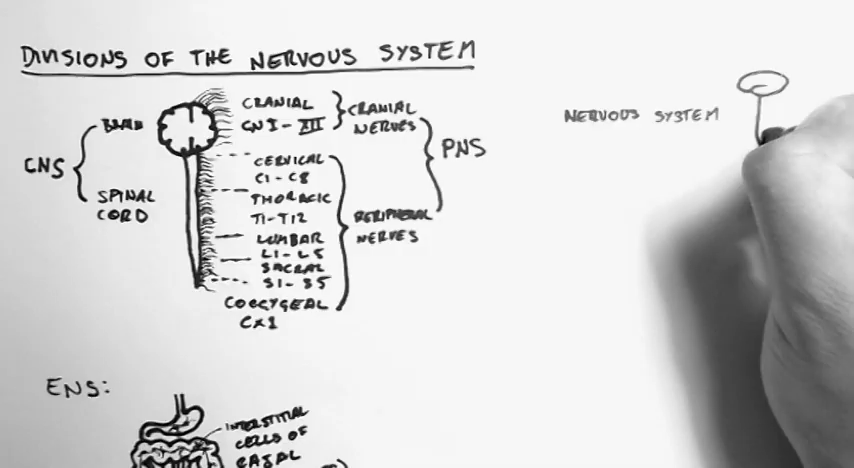 DIVISIONS OF THE NERVOUS SYSTEM
CNS
BRAIN
SPINAL
CORD
CRANIAL
CN I - XII
CRANIAL
NERVES
PNS
CERVICAL
C1 - C8
THORACIC
T1 - T12
LUMBAR
L1 - L5
SACRAL
S1 - S5
COCCYGEAL
CX1
PERIPHERAL
NERVES
NERVOUS SYSTEM
ENS:
INTERSTITIAL
CELLS OF
CAJAL